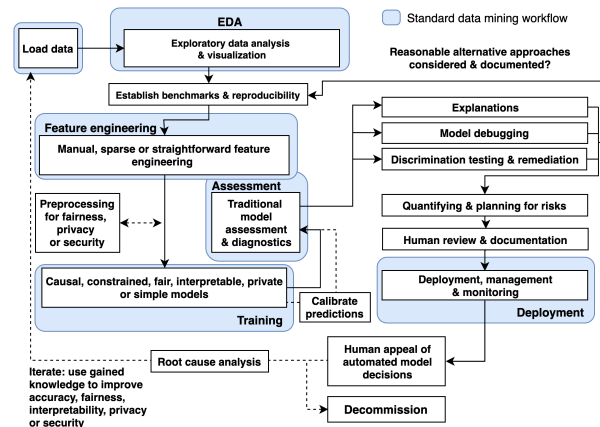 EDA
Standard data mining workflow
Load data
Exploratory data analysis
& visualization
Reasonable alternative approaches
considered & documented?
Establish benchmarks & reproducibility
Explanations
Feature engineering
Model debugging
Manual, sparse or straightforward feature
engineering
Discrimination testing & remediation
Assessment
Preprocessing
for fairness,
privacy
or security
Traditional
model
assessment
& diagnostics
Quantifying & planning for risks
Human review & documentation
Causal, constrained, fair, interpretable, private
or simple models
Training
Calibrate
predictions
Deployment, management
& monitoring
Deployment
Root cause analysis
Human appeal of
automated model
decisions
Iterate: use gained
knowledge to improve
accuracy, fairness,
interpretability, privacy
or security
Decommission